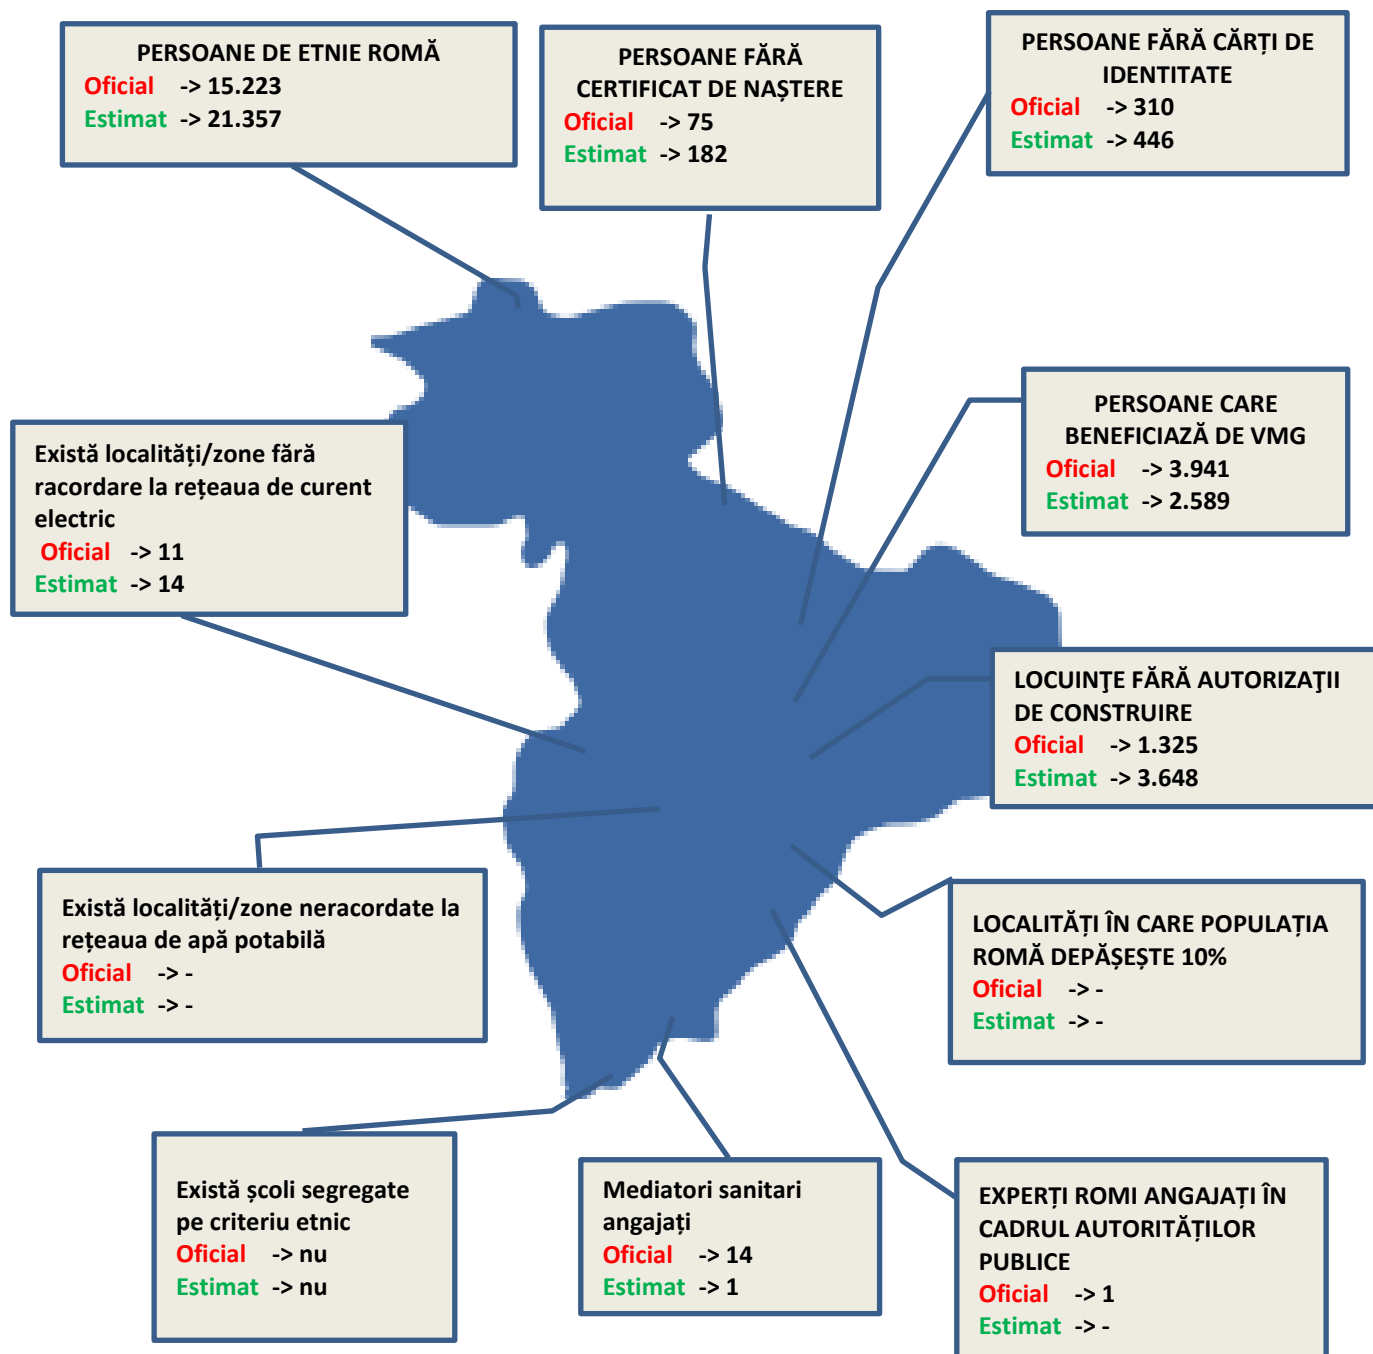 PERSOANE DE ETNIE ROMĂ
Oficial -> 15.223
Estimat -> 21.357
PERSOANE FĂRĂ
CERTIFICAT DE NAȘTERE
Oficial -> 75
Estimat -> 182
PERSOANE FĂRĂ CĂRȚI DE
IDENTITATE
Oficial -> 310
Estimat -> 446
PERSOANE CARE
BENEFICIAZĂ DE VMG
Oficial -> 3.941
Estimat -> 2.589
Există localități/zone fără
racordare la rețeaua de curent
electric
Oficial -> 11
Estimat -> 14
LOCUINŢE FĂRĂ AUTORIZAŢII
DE CONSTRUIRE
Oficial -> 1.325
Estimat -> 3.648
Există localități/zone neracordate la
rețeaua de apă potabilă
Oficial -> -
Estimat -> -
LOCALITĂȚI ÎN CARE POPULAȚIA
ROMĂ DEPĂȘEȘTE 10%
Oficial -> -
Estimat -> -
Există școli segregate
pe criteriu etnic
Oficial -> nu
Estimat -> nu
Mediatori sanitari
angajați
Oficial -> 14
Estimat -> 1
EXPERȚI ROMI ANGAJAȚI ÎN
CADRUL AUTORITĂȚILOR
PUBLICE
Oficial -> 1
Estimat -> -